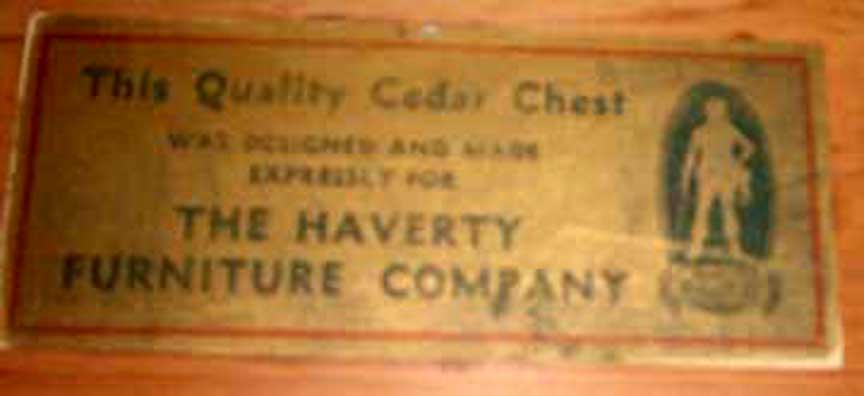 This Quality Cedar Chest
WAS DESIGNED AND MADE
EXPRESSLY FOR
THE HAVERTY
FURNITURE COMPANY